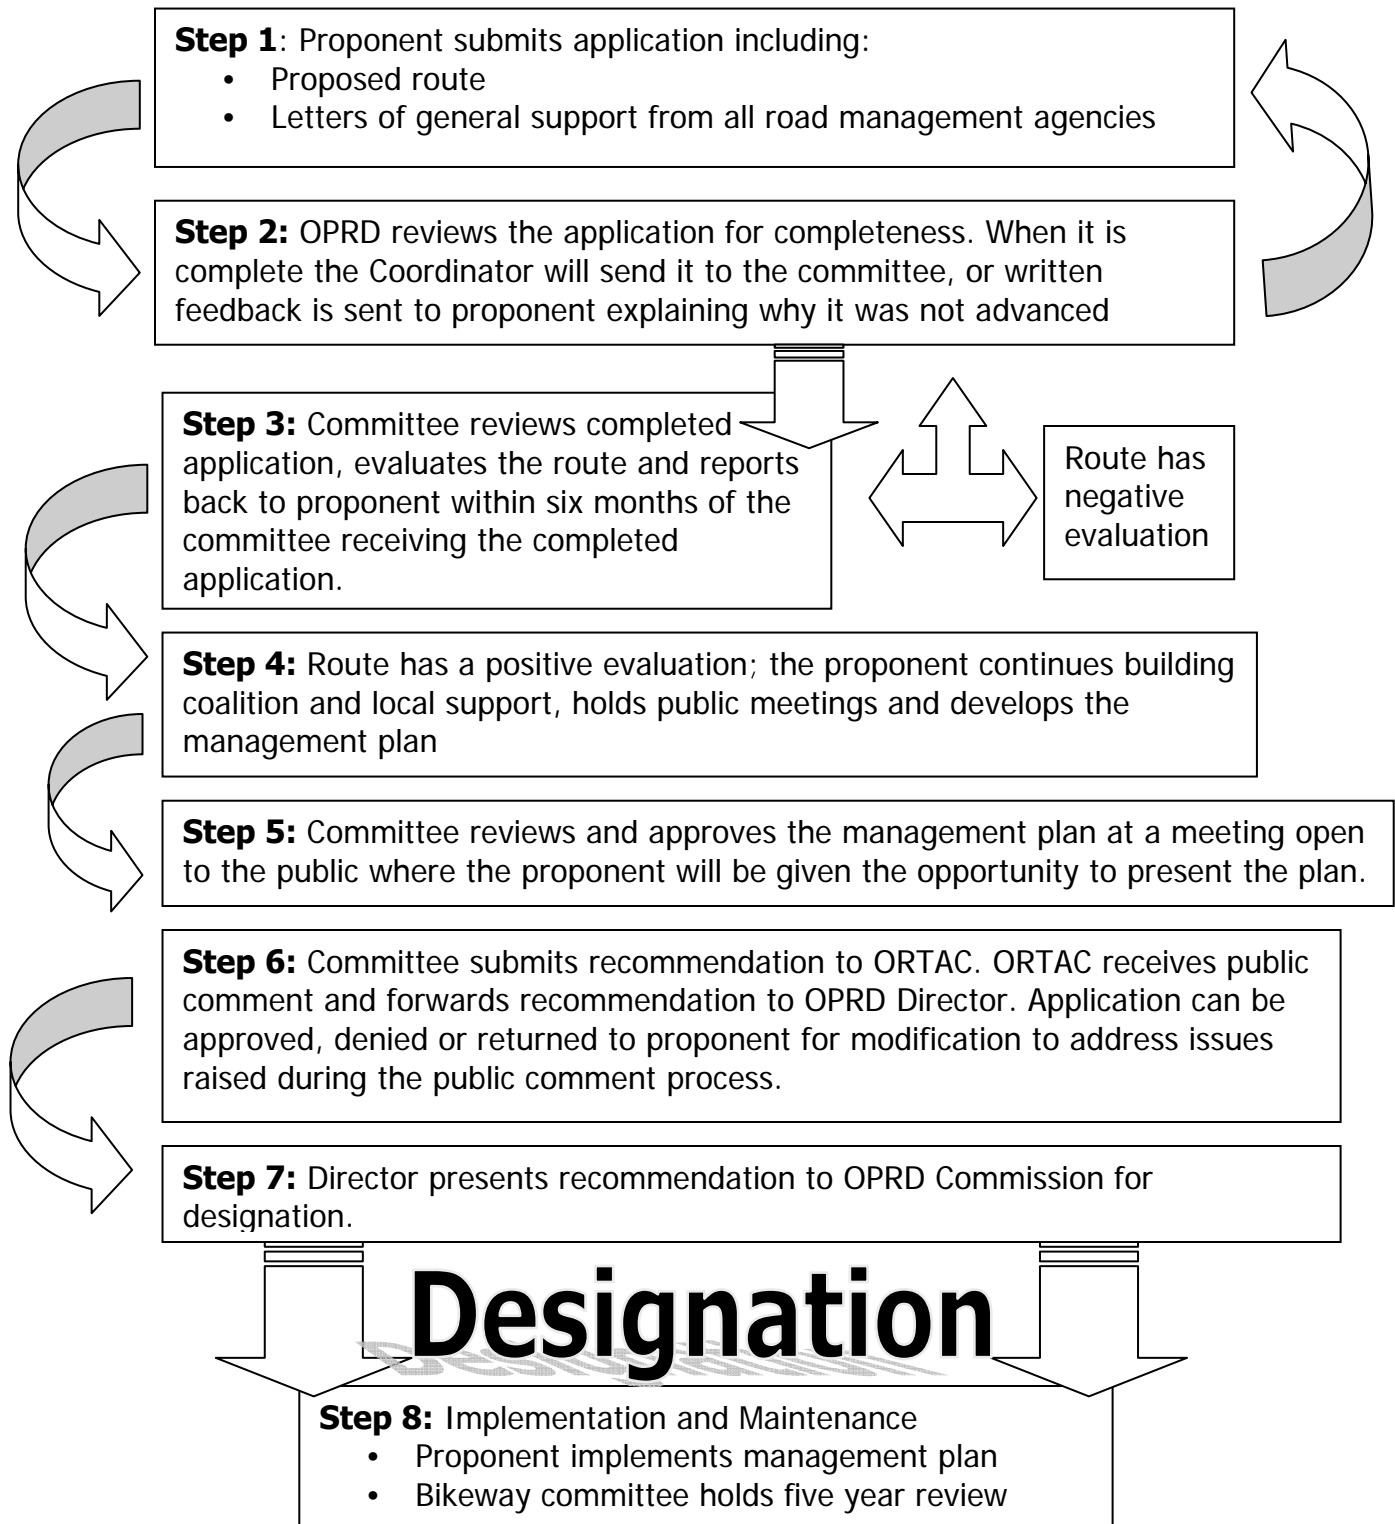 Step 1: Proponent submits application including:
• Proposed route
• Letters of general support from all road management agencies
Step 2: OPRD reviews the application for completeness. When it is
complete the Coordinator will send it to the committee, or written
feedback is sent to proponent explaining why it was not advanced
Step 3: Committee reviews completed
application, evaluates the route and reports
back to proponent within six months of the
committee receiving the completed
application.
Route has
negative
evaluation
Step 4: Route has a positive evaluation; the proponent continues building
coalition and local support, holds public meetings and develops the
management plan
Step 5: Committee reviews and approves the management plan at a meeting open
to the public where the proponent will be given the opportunity to present the plan.
Step 6: Committee submits recommendation to ORTAC. ORTAC receives public
comment and forwards recommendation to OPRD Director. Application can be
approved, denied or returned to proponent for modification to address issues
raised during the public comment process.
Step 7: Director presents recommendation to OPRD Commission for
designation.
Designation
Step 8: Implementation and Maintenance
• Proponent implements management plan
• Bikeway committee holds five year review